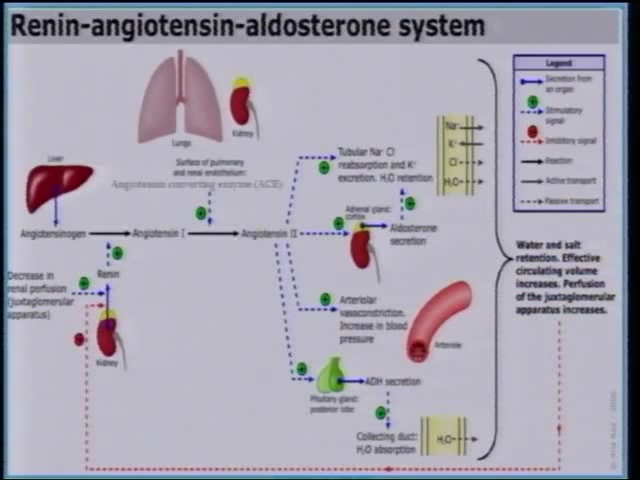 Renin-angiotensin-aldosterone system
Legend
Secretion from
an organ
Stimulatory
signal
Inhibitory signal
Reaction
Active transport
Passive transport
Lungs
Kidney
Liver
Surface of pulmonary
and renal endothelium:
Angiotensin converting enzyme (ACE)
Tubular Na⁺ Cl⁻
reabsorption and K⁺
excretion. H₂O retention
Na⁺
K⁺
Cl⁻
H₂O
Angiotensinogen
Angiotensin I
Angiotensin II
Adrenal gland:
cortex
Aldosterone
secretion
Decrease in
renal perfusion
(juxtaglomerular
apparatus)
Renin
Kidney
Water and salt
retention. Effective
circulating volume
increases. Perfusion
of the juxtaglomerular
apparatus increases.
Arteriolar
vasoconstriction.
Increase in blood
pressure
Arteriole
Pituitary gland:
posterior lobe
ADH secretion
Collecting duct:
H₂O absorption
H₂O